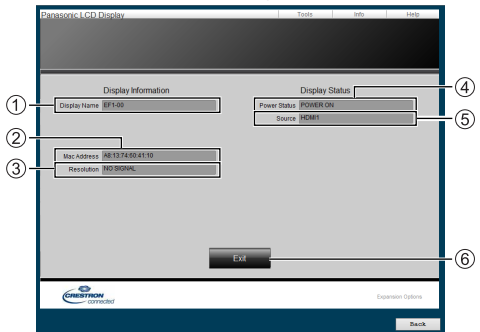 Panasonic LCD Display Tools Info Help
Display Information Display Status
④
① Display Name EF1-00 Power Status POWER ON
Source HDMI1 ⑤
②
Mac Address A8:13:74:60:41:10
③ Resolution NO SIGNAL
Exit ⑥
CRESTRON connected Expansion Options
Back